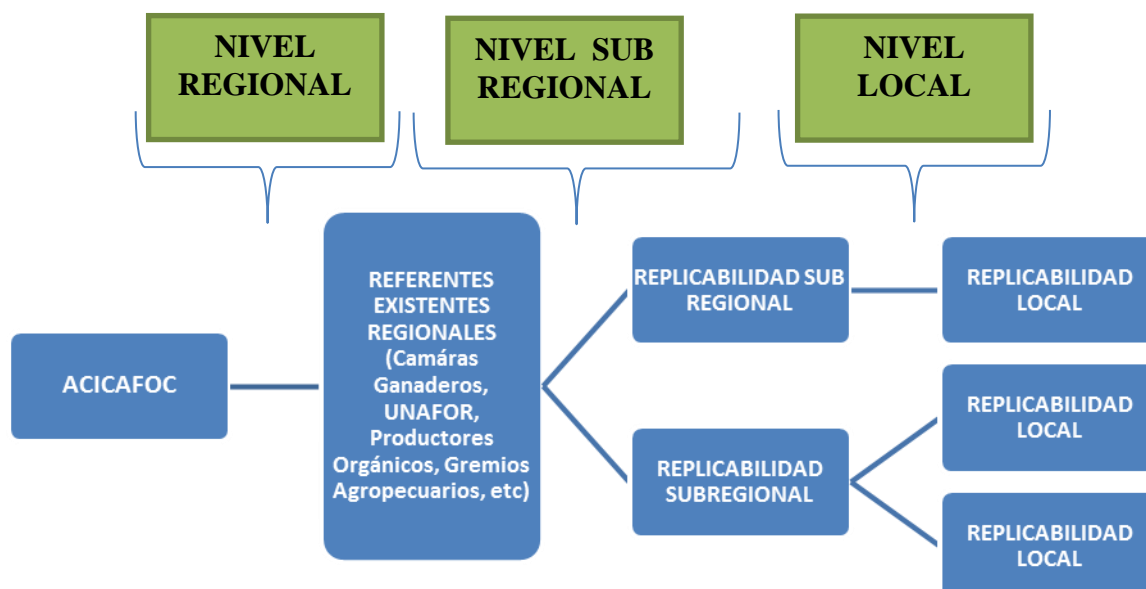 NIVEL
REGIONAL
NIVEL SUB
REGIONAL
NIVEL
LOCAL
ACICAFOC
REFERENTES
EXISTENTES
REGIONALES
(Camáras
Ganaderos,
UNAFOR,
Productores
Orgánicos, Gremios
Agropecuarios, etc)
REPLICABILIDAD SUB
REGIONAL
REPLICABILIDAD
LOCAL
REPLICABILIDAD
SUBREGIONAL
REPLICABILIDAD
LOCAL
REPLICABILIDAD
LOCAL